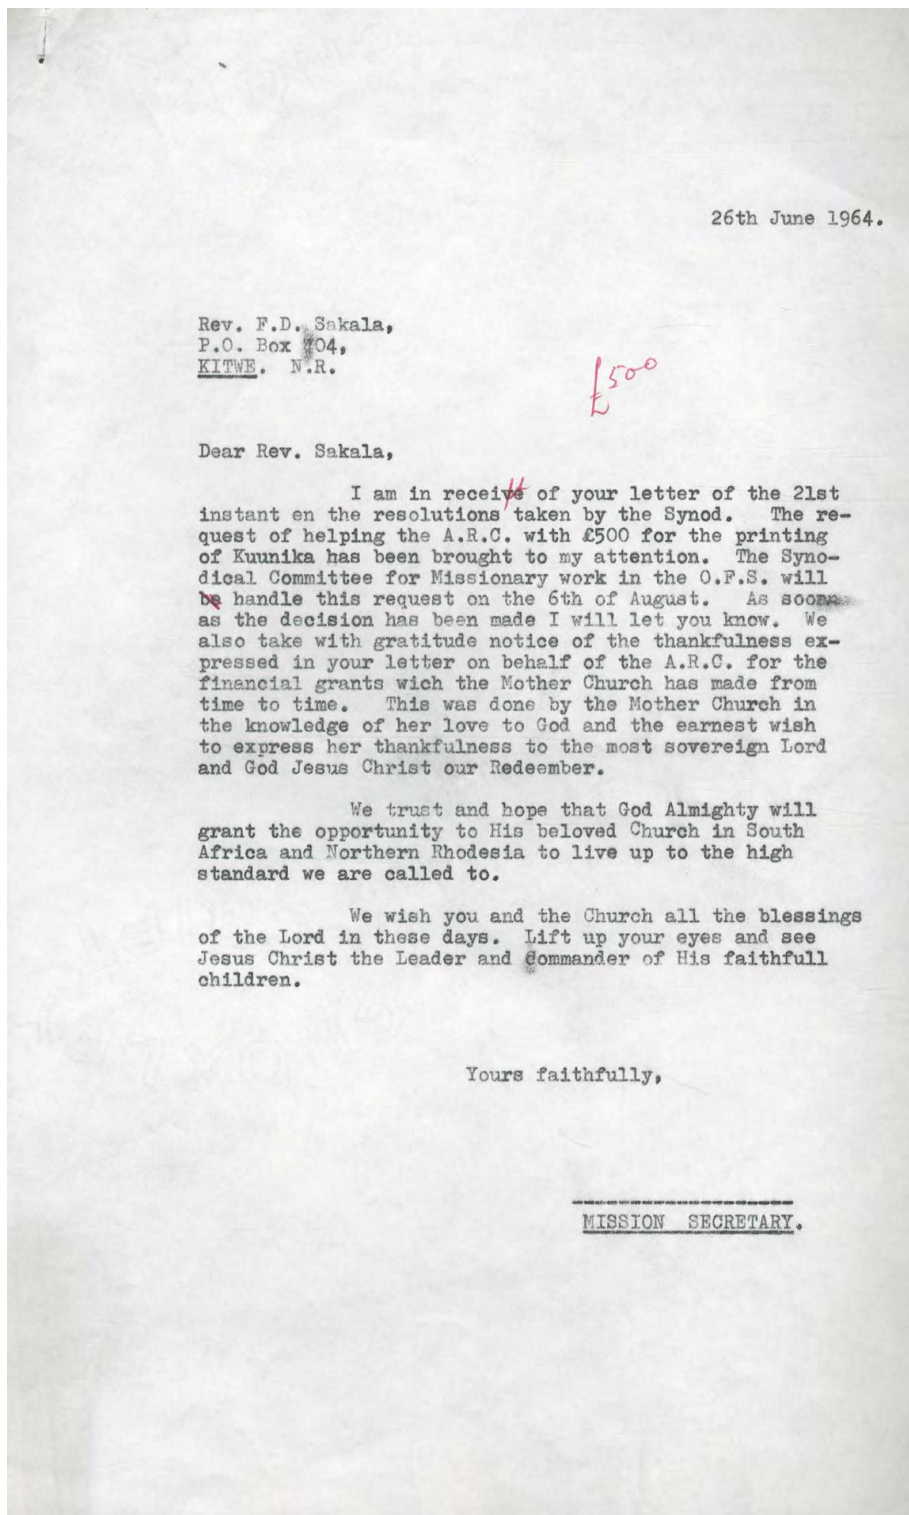 26th June 1964.
Rev. F.D. Sakala,
P.O. Box 704,
KITWE. N.R.
£500
Dear Rev. Sakala,
I am in receipt of your letter of the 21st
instant en the resolutions taken by the Synod. The re-
quest of helping the A.R.C. with £500 for the printing
of Kuunika has been brought to my attention. The Syno-
dical Committee for Missionary work in the O.F.S. will
handle this request on the 6th of August. As soon
as the decision has been made I will let you know. We
also take with gratitude notice of the thankfulness ex-
pressed in your letter on behalf of the A.R.C. for the
financial grants wich the Mother Church has made from
time to time. This was done by the Mother Church in
the knowledge of her love to God and the earnest wish
to express her thankfulness to the most sovereign Lord
and God Jesus Christ our Redeember.
We trust and hope that God Almighty will
grant the opportunity to His beloved Church in South
Africa and Northern Rhodesia to live up to the high
standard we are called to.
We wish you and the Church all the blessings
of the Lord in these days. Lift up your eyes and see
Jesus Christ the Leader and Commander of His faithfull
children.
Yours faithfully,
MISSION SECRETARY.